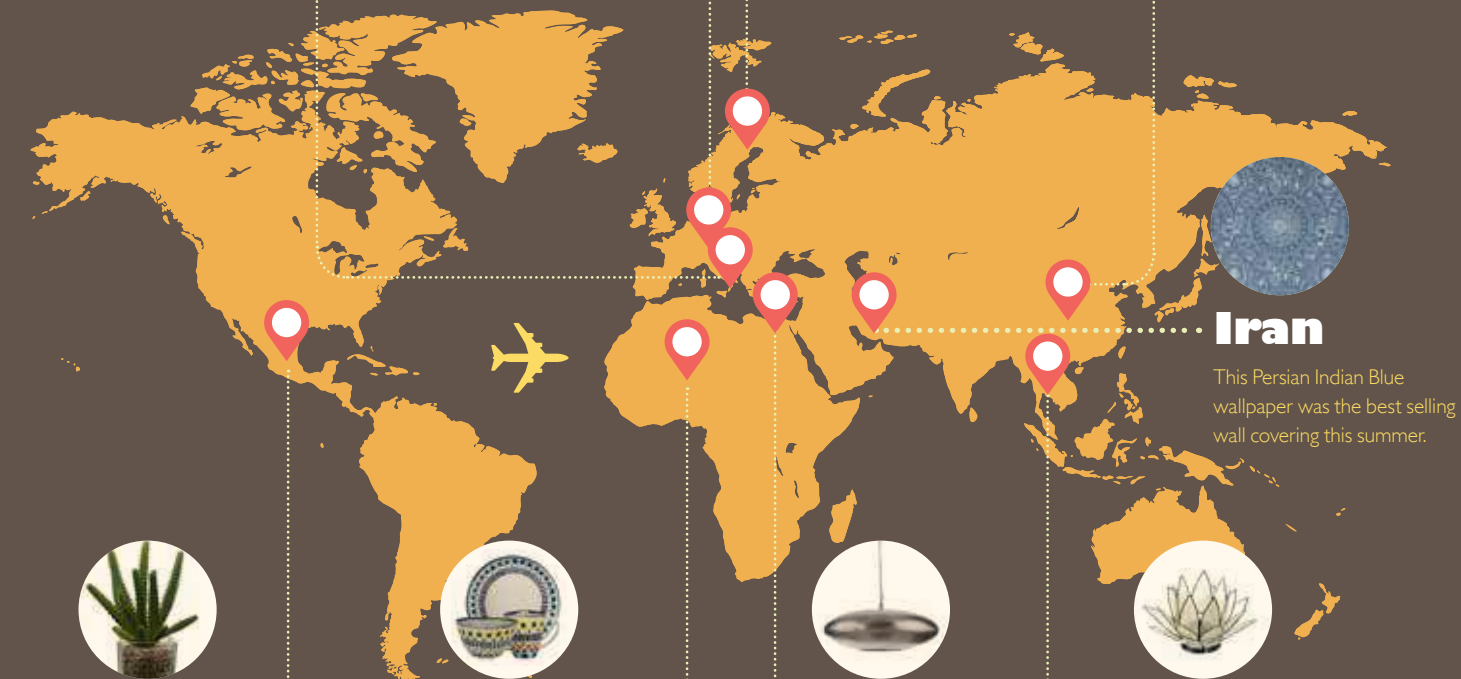 Iran
This Persian Indian Blue
wallpaper was the best selling
wall covering this summer.